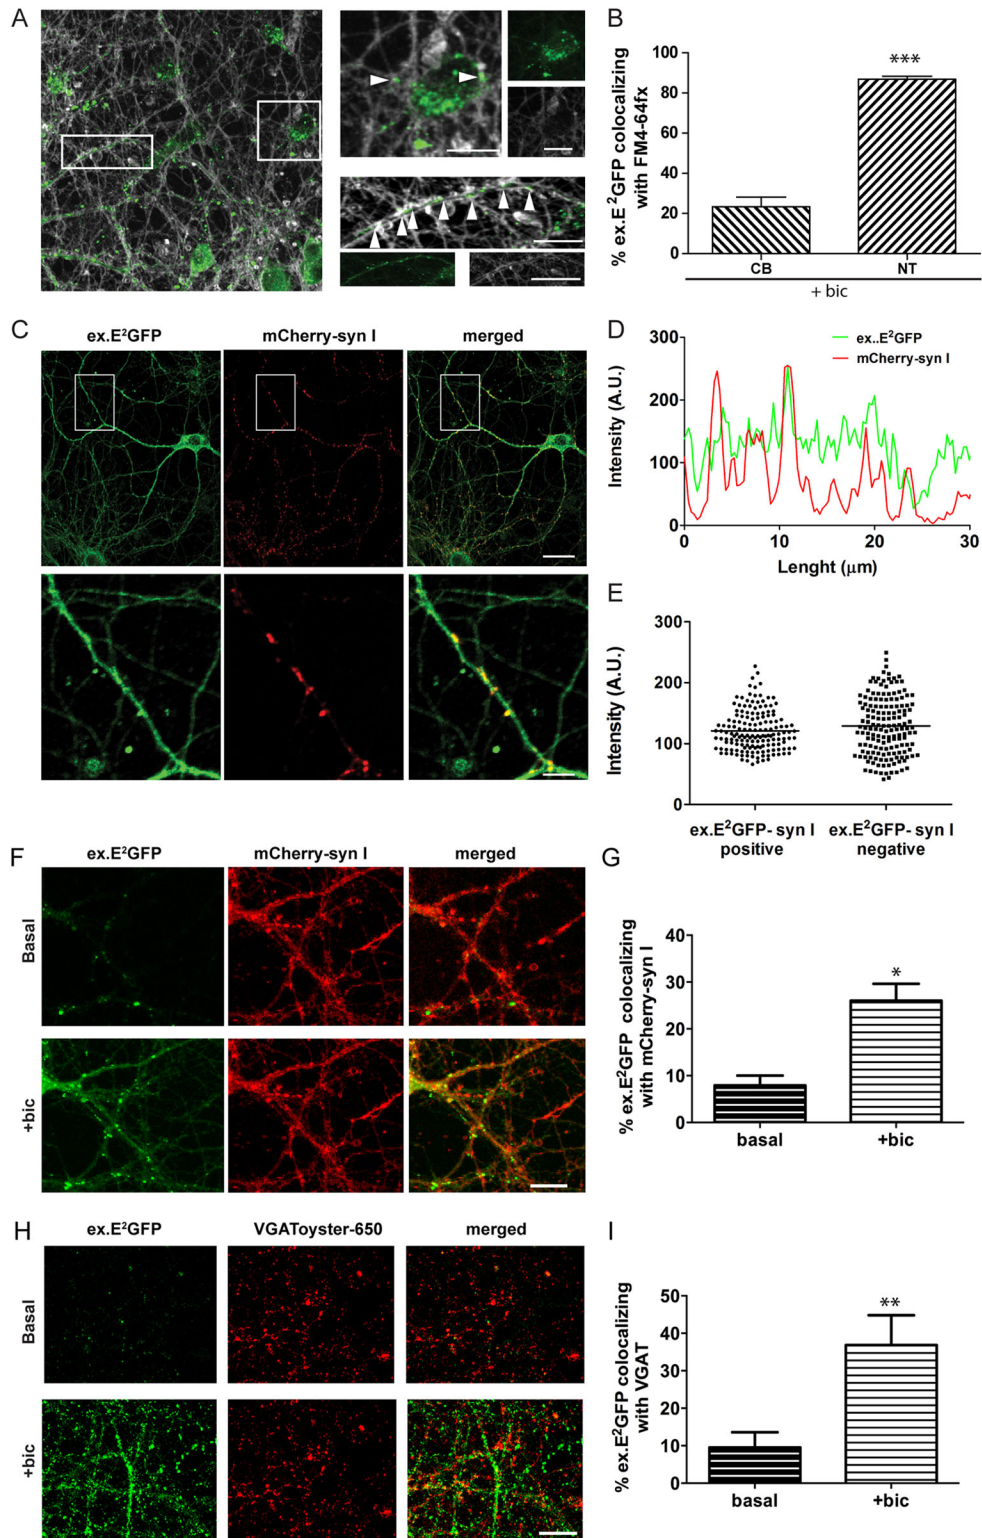 A
B
% ex.E²GFP colocalizing
with FM4-64fx
100
80
60
40
20
0
***
CB
NT
+ bic
C
ex.E²GFP
mCherry-syn I
merged
D
Intensity (A.U.)
300
200
100
0
ex..E²GFP
mCherry-syn I
0
10
20
30
Lenght (µm)
E
Intensity (A.U.)
300
200
100
0
ex.E²GFP- syn I
positive
ex.E²GFP- syn I
negative
F
ex.E²GFP
mCherry-syn I
merged
Basal
+bic
G
% ex.E²GFP colocalizing
with mCherry-syn I
40
30
20
10
0
*
basal
+bic
H
ex.E²GFP
VGAToyster-650
merged
Basal
+bic
I
% ex.E²GFP colocalizing
with VGAT
50
40
30
20
10
0
**
basal
+bic